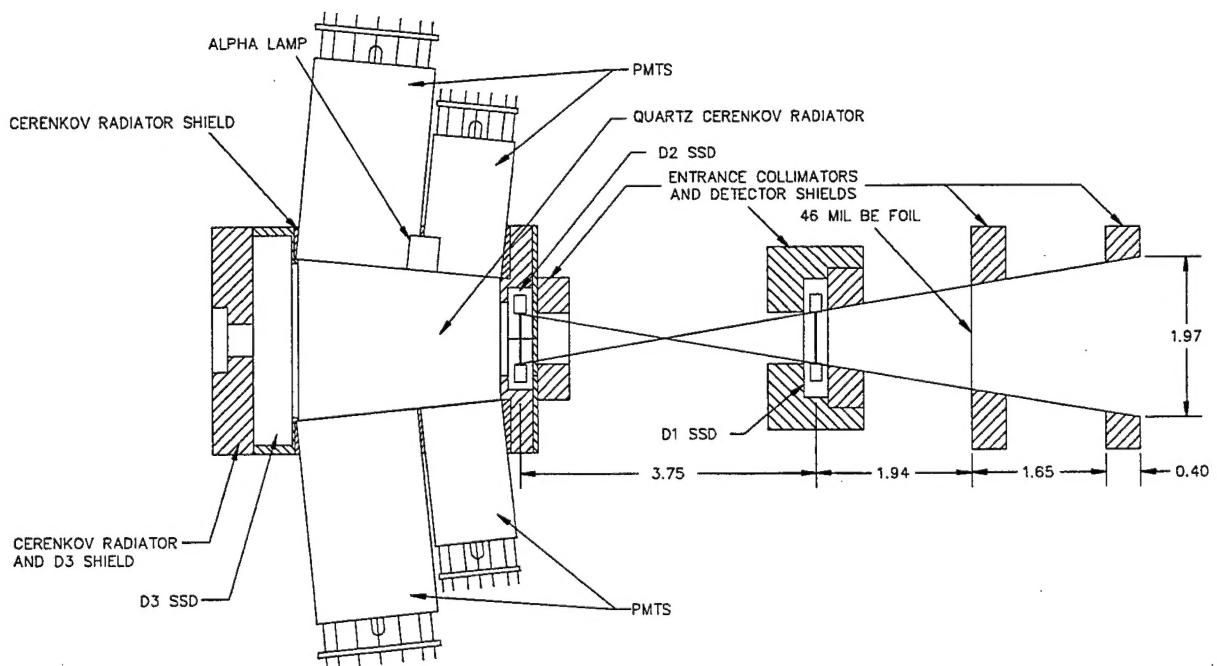 ALPHA LAMP
PMTS
CERENKOV RADIATOR SHIELD
QUARTZ CERENKOV RADIATOR
D2 SSD
ENTRANCE COLLIMATORS
AND DETECTOR SHIELDS
46 MIL BE FOIL
1.97
D1 SSD
3.75
1.94
1.65
0.40
CERENKOV RADIATOR
AND D3 SHIELD
D3 SSD
PMTS